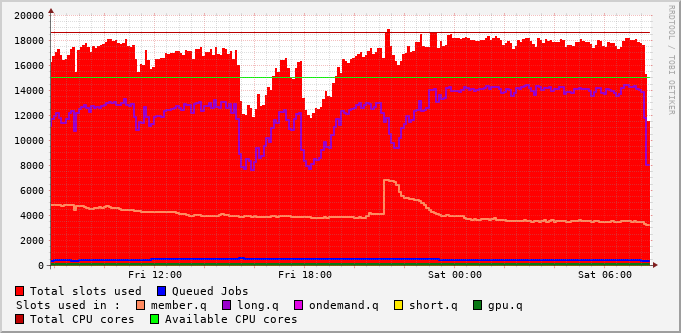 20000
18000
16000
14000
12000
10000
8000
6000
4000
2000
0
Fri 12:00 Fri 18:00 Sat 00:00 Sat 06:00
RRDTOOL / TOBI OETIKER
Total slots used Queued Jobs
Slots used in : member.q long.q ondemand.q short.q gpu.q
Total CPU cores Available CPU cores